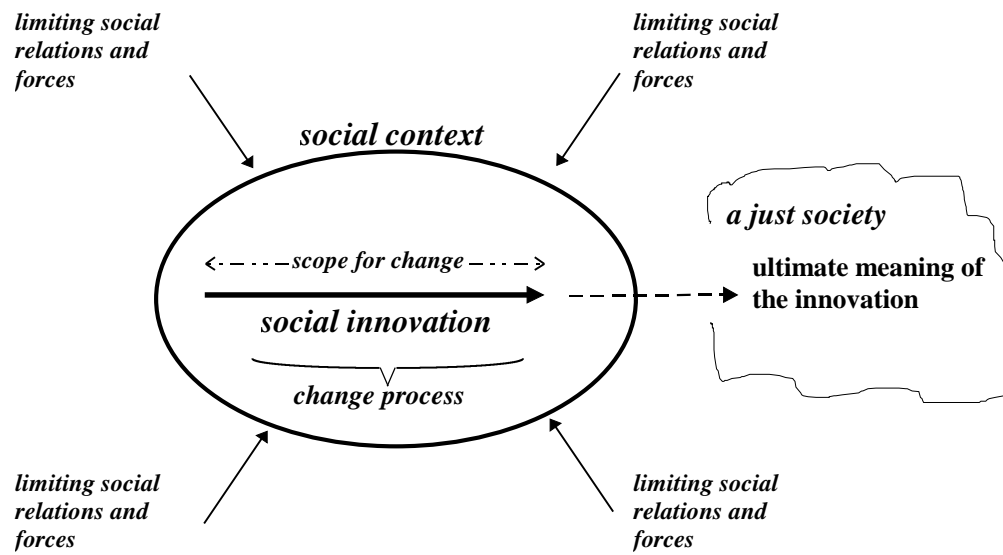 limiting social
relations and
forces
limiting social
relations and
forces
social context
a just society
ultimate meaning of
the innovation
scope for change
social innovation
change process
limiting social
relations and
forces
limiting social
relations and
forces